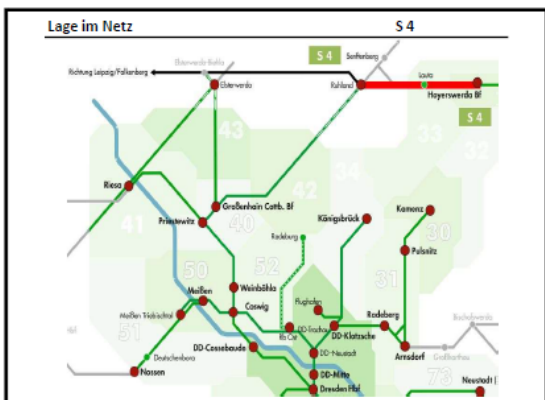 Lage im Netz S 4
Elsterwerda-Biehla
S 4
Senftenberg
Richtung Leipzig/Falkenberg
Elsterwerda
Ruhland
Lauta
Hoyerswerda Bf
S 4
43
33
32
34
42
Riesa
Großenhain Cottb. Bf
Königsbrück
Kamenz
41
Priestewitz
40
Radeburg
30
Pulsnitz
50
52
31
Meißen
Weinböhla
Flughafen
Meißen Triebischtal
Coswig
Radeberg
Bischofswerda
51
DD-Trachau
DD-Klotzsche
DD-Neustadt
Deutschenbora
DD-Cossebaude
Arnsdorf
Großharthau
Nossen
DD-Mitte
73
Dresden Hbf
Neustadt